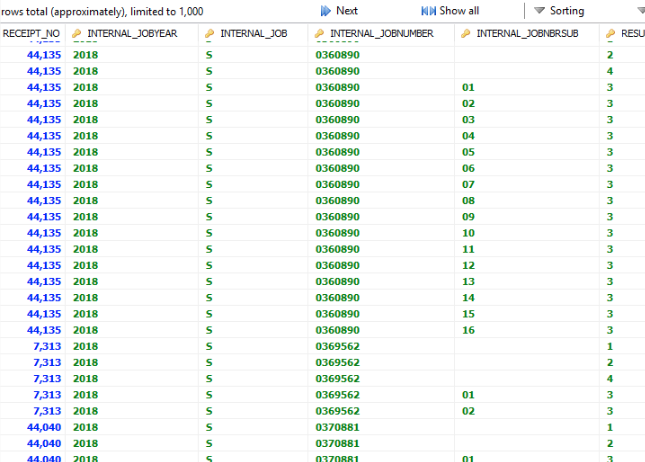 rows total (approximately), limited to 1,000 Next Show all Sorting
RECEIPT_NO INTERNAL_JOBYEAR INTERNAL_JOB INTERNAL_JOBNUMBER INTERNAL_JOBNBRSUB RESU
44,135 2018 S 0360890 2
44,135 2018 S 0360890 4
44,135 2018 S 0360890 01 3
44,135 2018 S 0360890 02 3
44,135 2018 S 0360890 03 3
44,135 2018 S 0360890 04 3
44,135 2018 S 0360890 05 3
44,135 2018 S 0360890 06 3
44,135 2018 S 0360890 07 3
44,135 2018 S 0360890 08 3
44,135 2018 S 0360890 09 3
44,135 2018 S 0360890 10 3
44,135 2018 S 0360890 11 3
44,135 2018 S 0360890 12 3
44,135 2018 S 0360890 13 3
44,135 2018 S 0360890 14 3
44,135 2018 S 0360890 15 3
44,135 2018 S 0360890 16 3
7,313 2018 S 0369562 1
7,313 2018 S 0369562 2
7,313 2018 S 0369562 4
7,313 2018 S 0369562 01 3
7,313 2018 S 0369562 02 3
44,040 2018 S 0370881 1
44,040 2018 S 0370881 2
44,040 2018 S 0370881 01 3